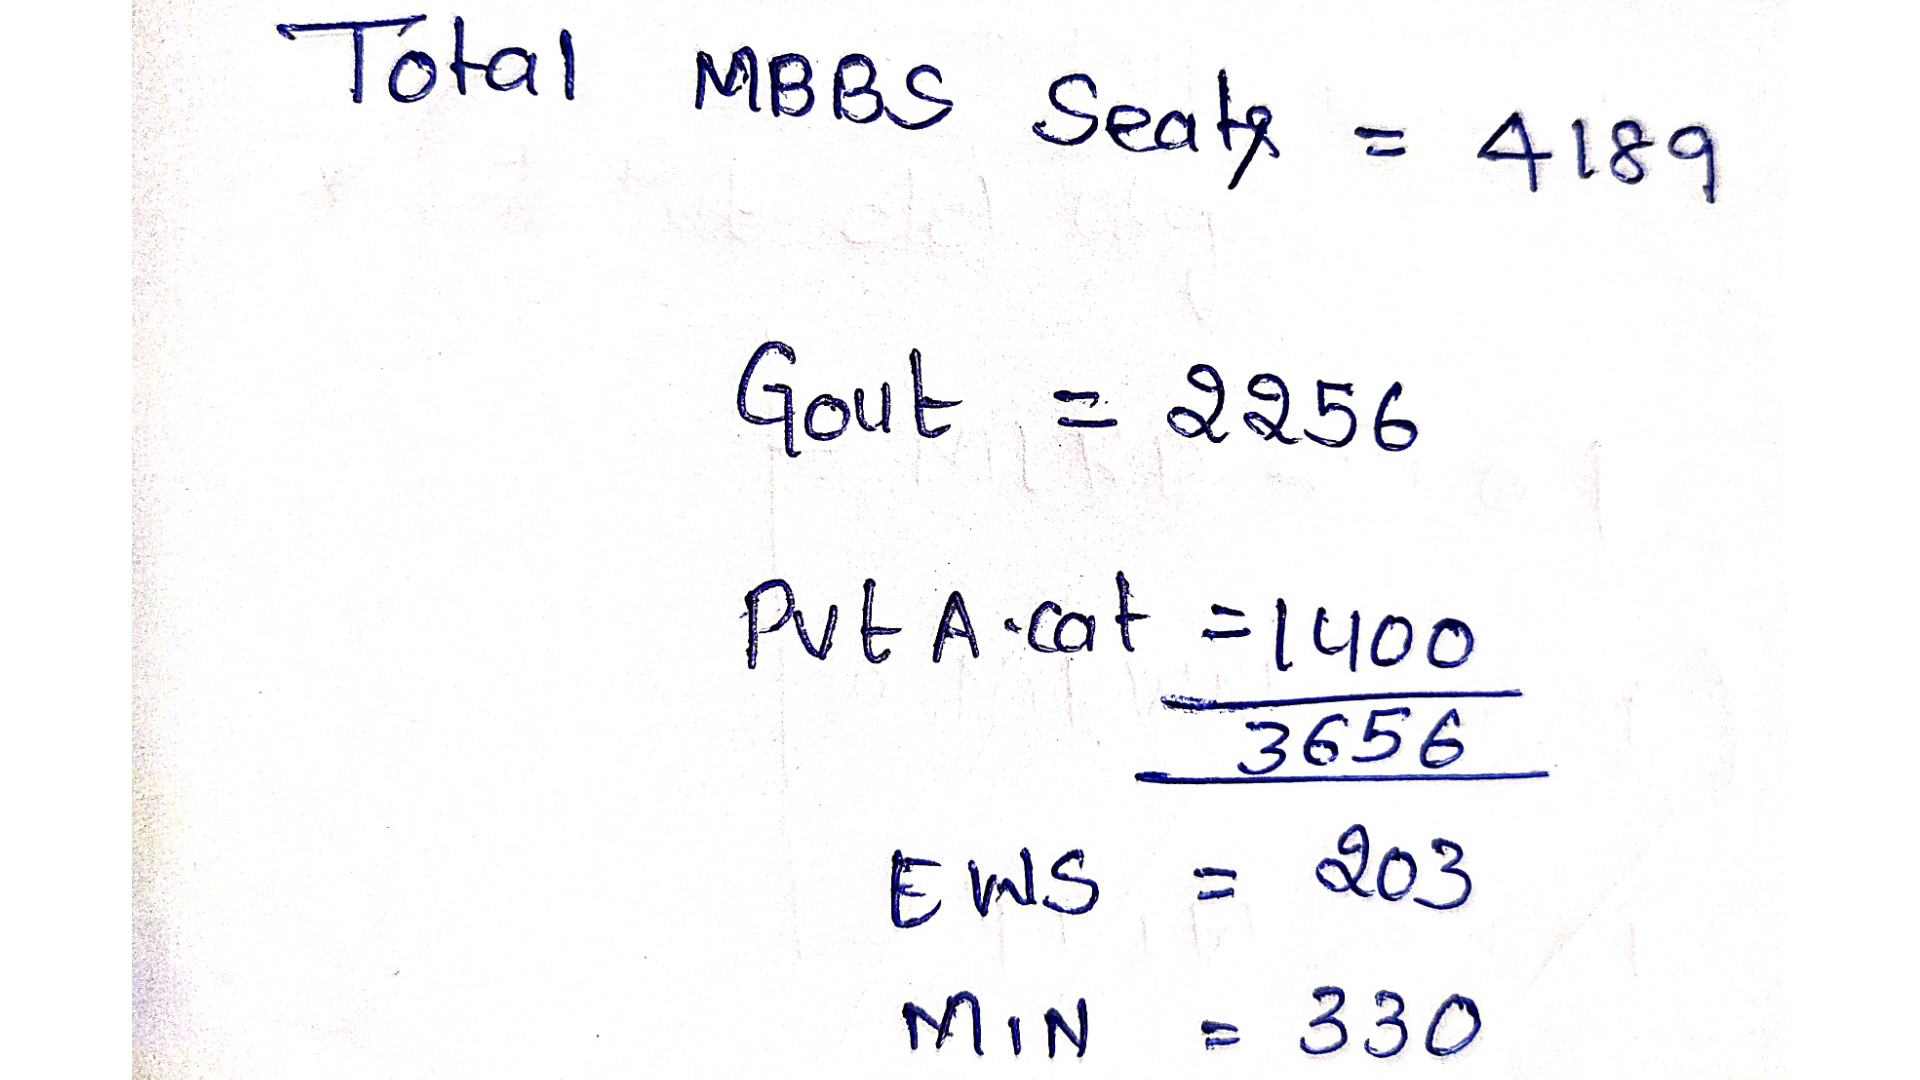 Total MBBS Seats = 4189
Govt = 2256
Pvt A.cat = 1400
3656
EWS = 203
MIN = 330